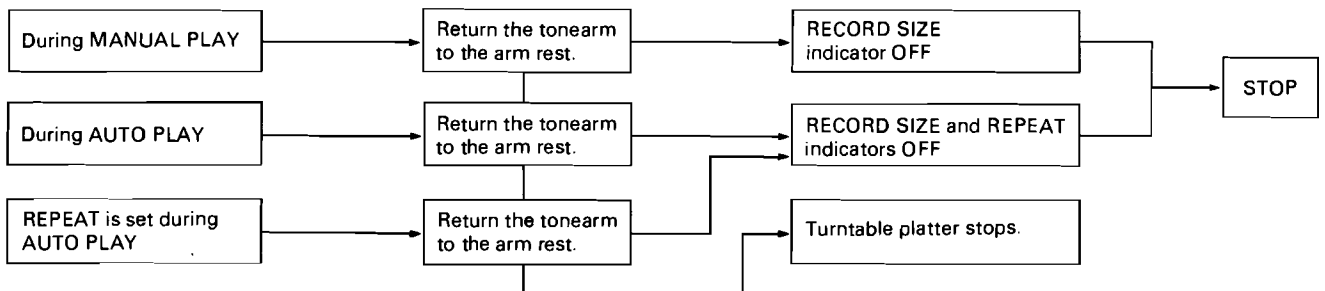 During MANUAL PLAY
Return the tonearm
to the arm rest.
RECORD SIZE
indicator OFF
STOP
During AUTO PLAY
Return the tonearm
to the arm rest.
RECORD SIZE and REPEAT
indicators OFF
REPEAT is set during
AUTO PLAY
Return the tonearm
to the arm rest.
Turntable platter stops.